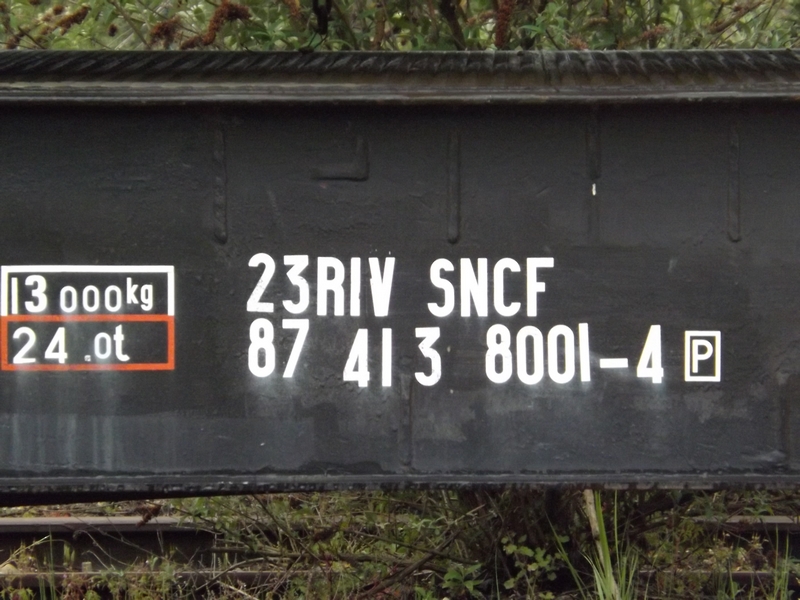 13 000kg
24.0t
23RIV SNCF
87 413 8001-4 P